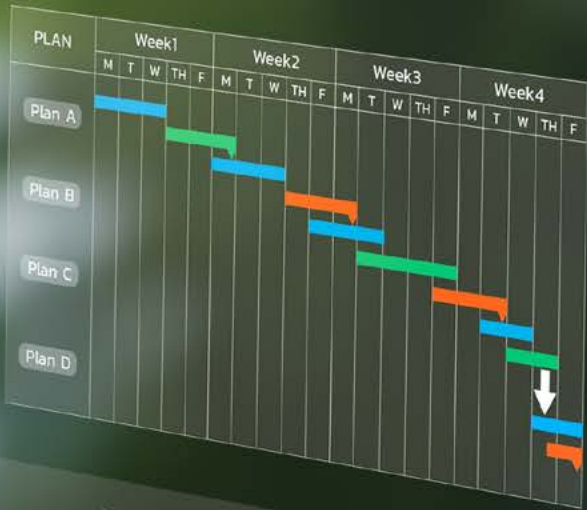 PLAN Week1 Week2 Week3 Week4
M T W TH F M T W TH F M T W TH F M T W TH F
Plan A
Plan B
Plan C
Plan D